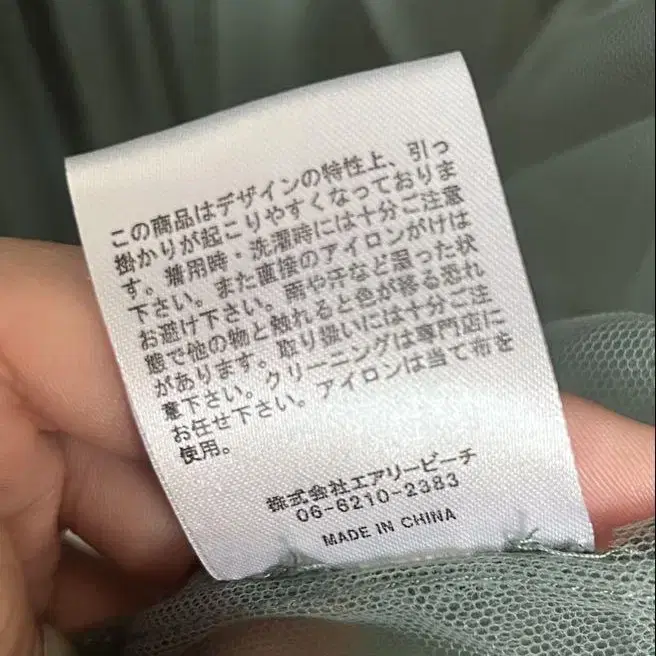 この商品はデザインの特性上、引っ
掛かりが起こりやすくなっておりま
す。着用時・洗濯時には十分ご注意
下さい。また直接のアイロンがけは
お避け下さい。雨や汗など湿った状
態で他の物と触れると色が移る恐れ
があります。取り扱いには十分ご注
意下さい。クリーニングは専門店に
お任せ下さい。アイロンは当て布を
使用。
株式会社エアリービーチ
06-6210-2383
MADE IN CHINA